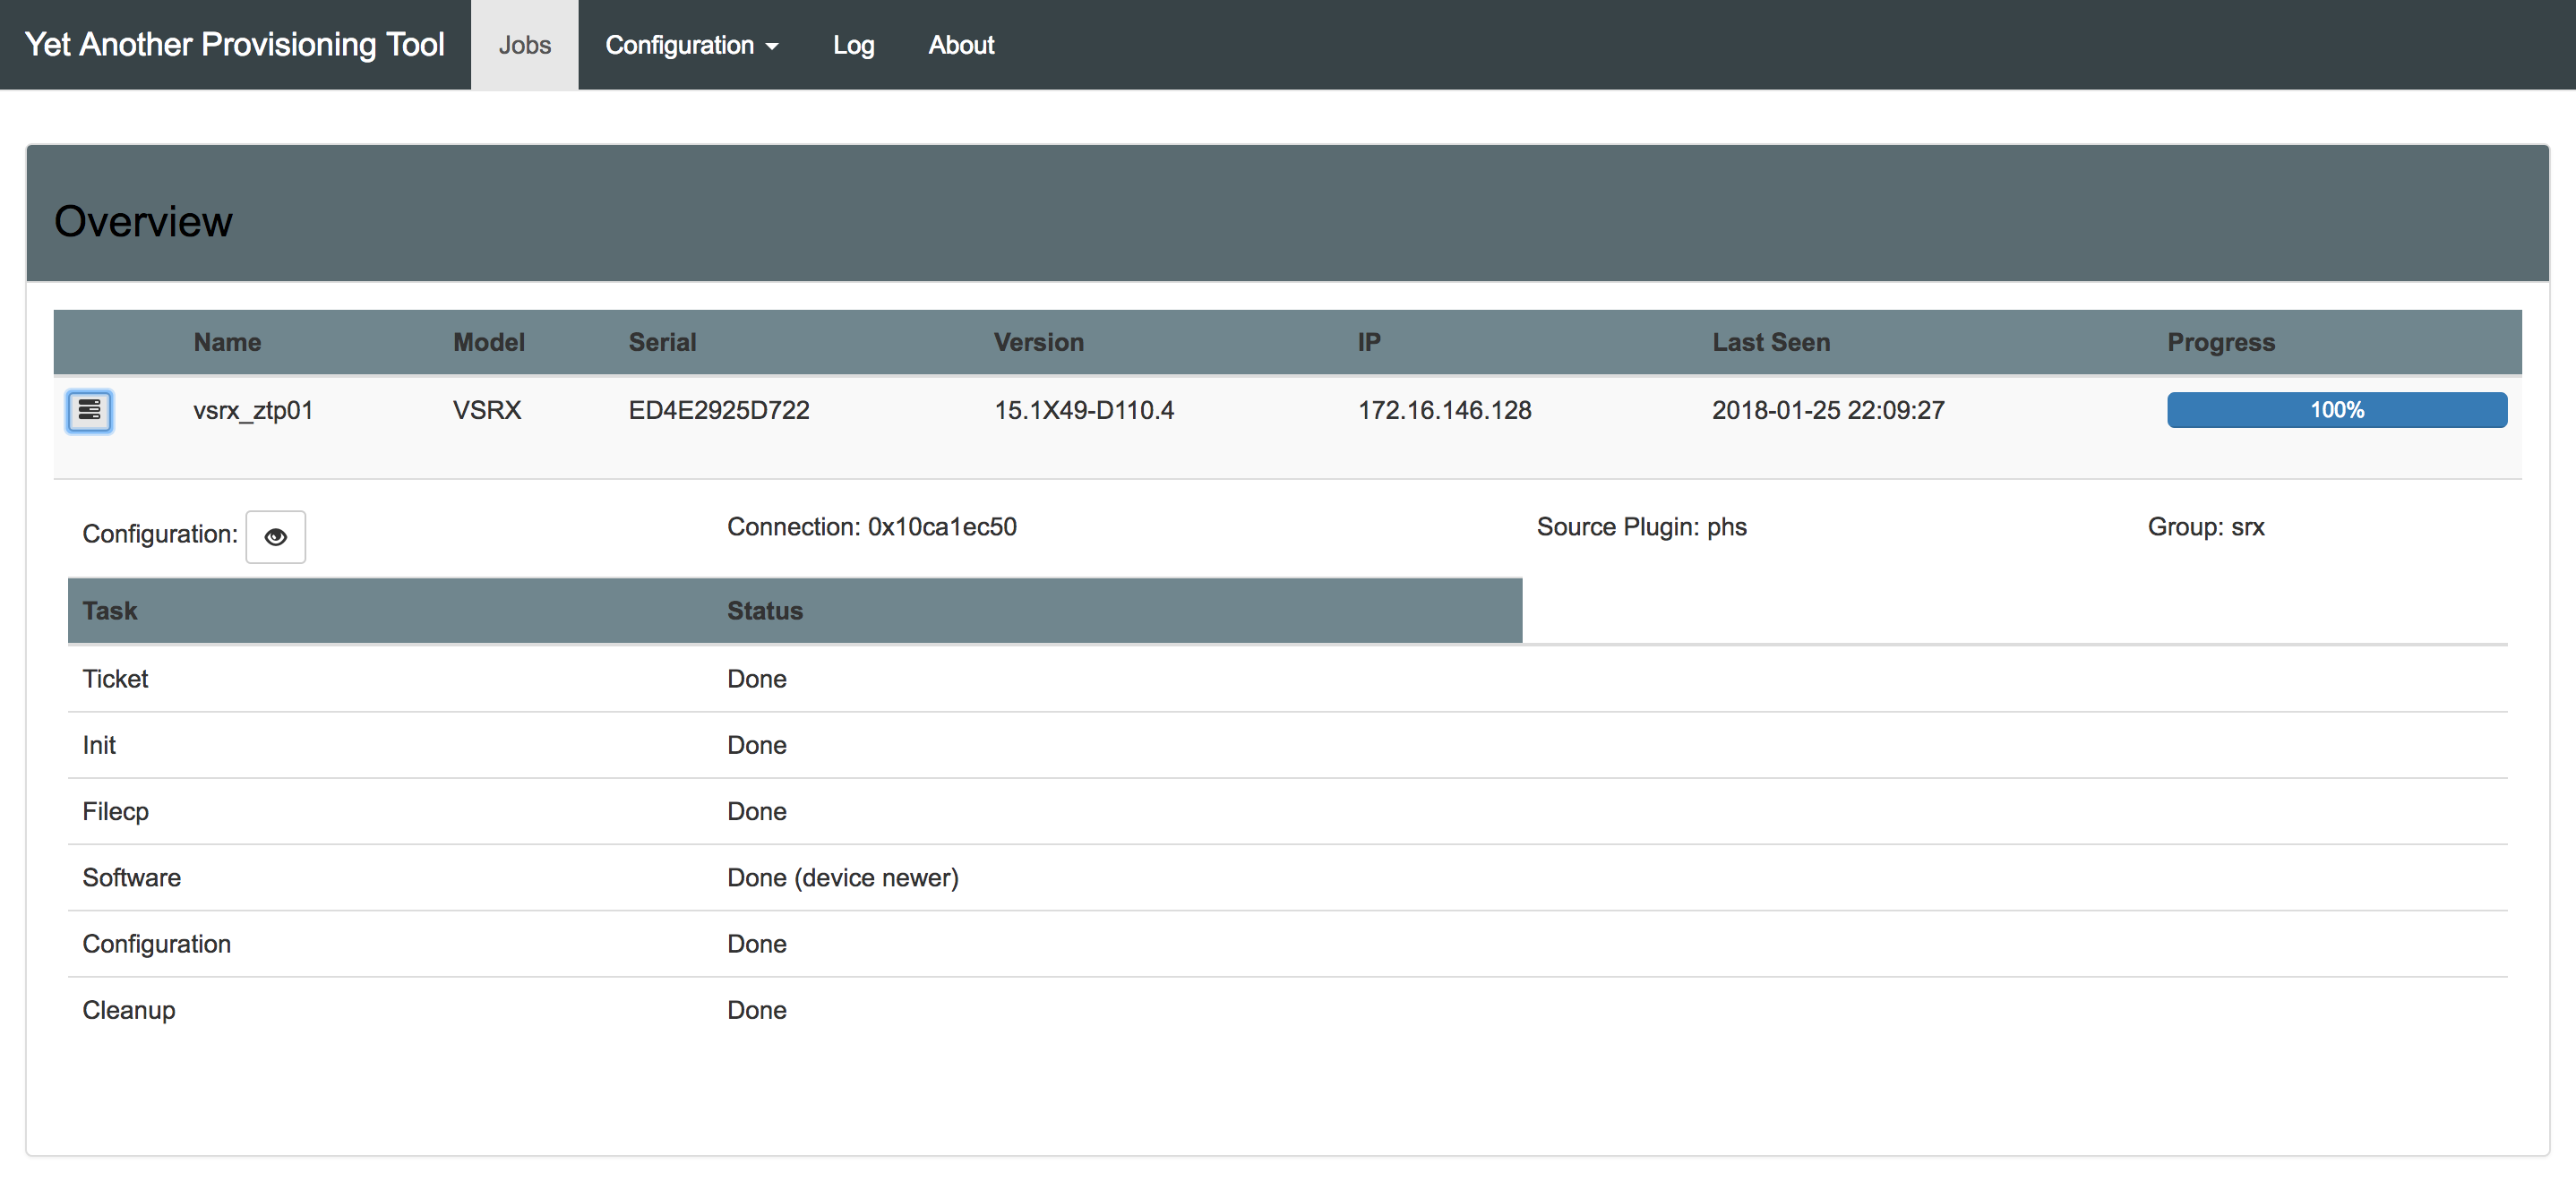 Yet Another Provisioning Tool Jobs Configuration Log About
Overview
Name Model Serial Version IP Last Seen Progress
vsrx_ztp01 VSRX ED4E2925D722 15.1X49-D110.4 172.16.146.128 2018-01-25 22:09:27 100%
Configuration: Connection: 0x10ca1ec50 Source Plugin: phs Group: srx
Task Status
Ticket Done
Init Done
Filecp Done
Software Done (device newer)
Configuration Done
Cleanup Done